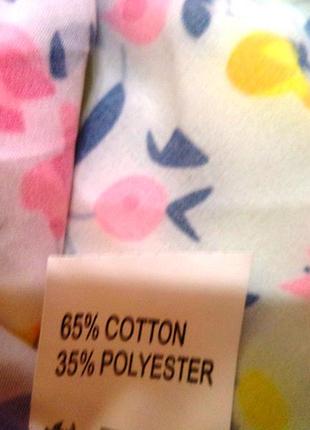 65% COTTON
35% POLYESTER